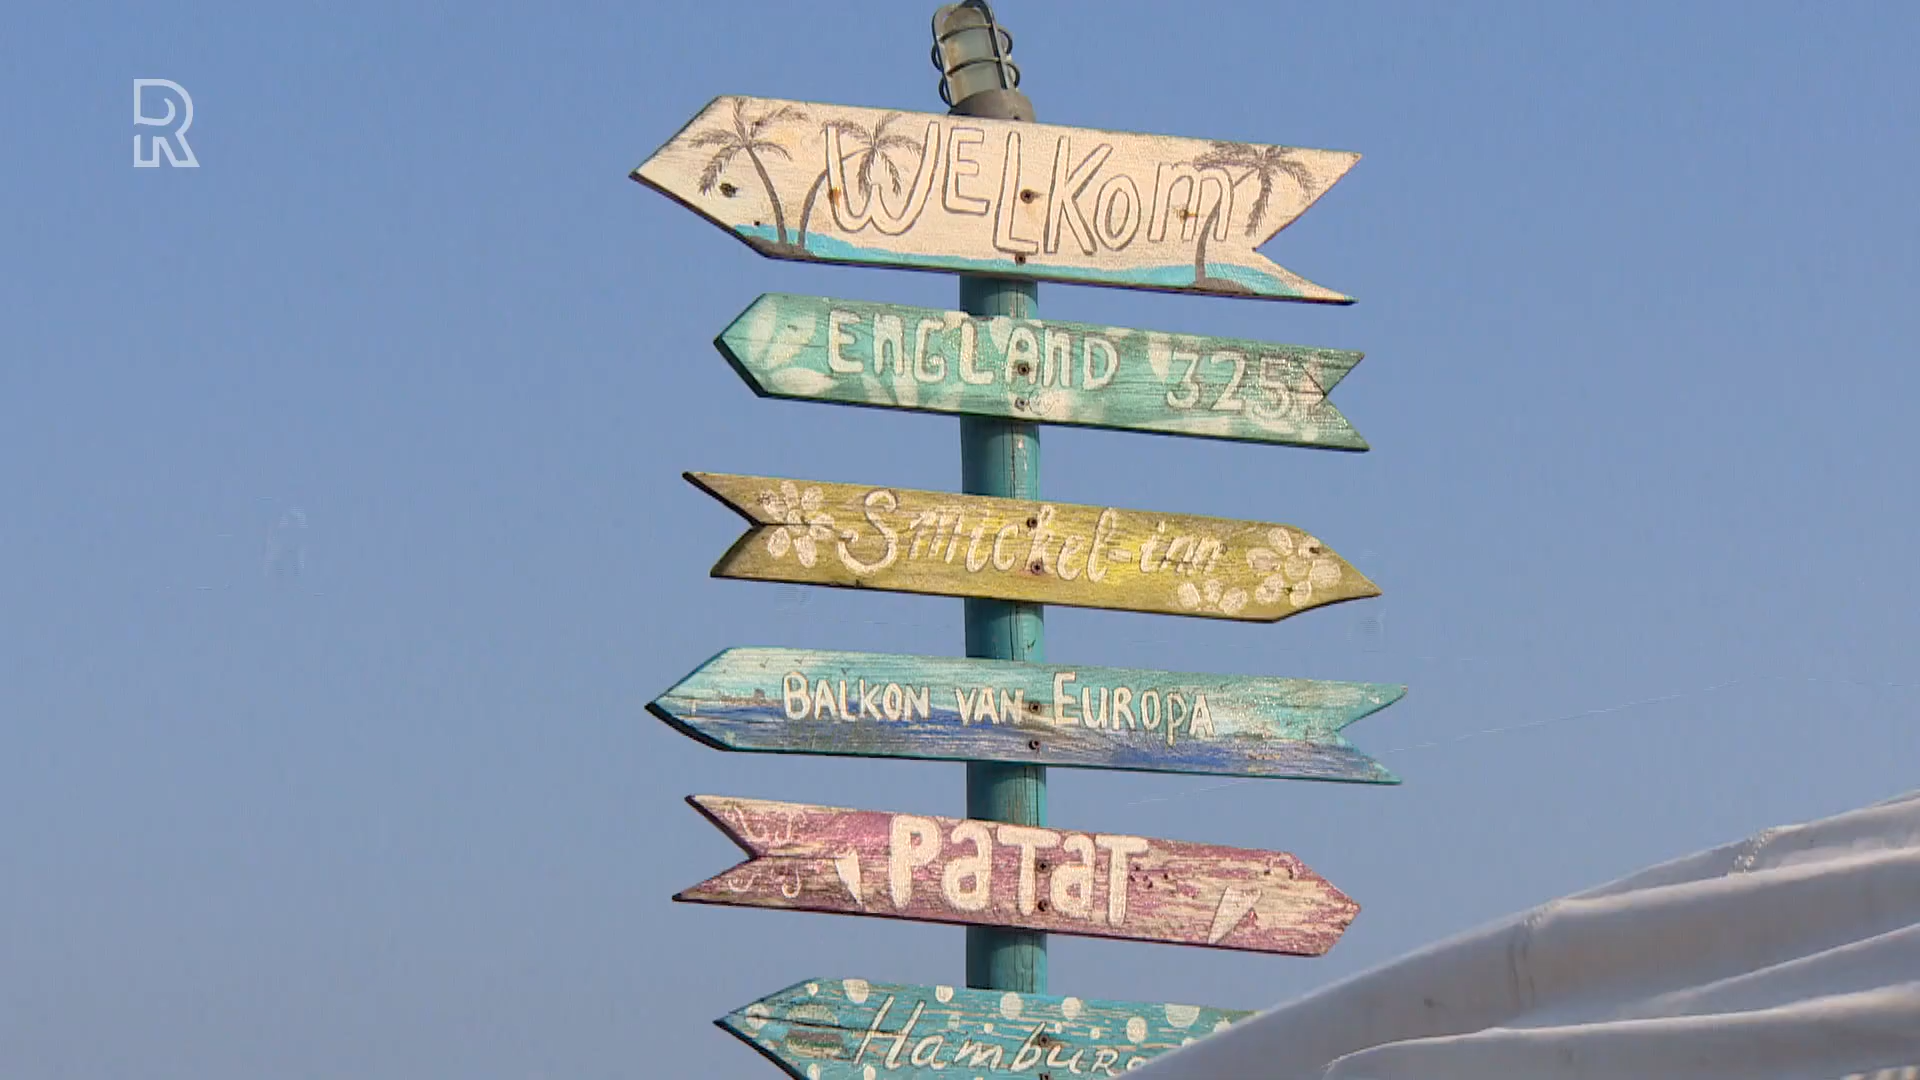 R
WELKOM
ENGLAND 325
Smickel-inn
BALKON VAN EUROPA
PATAT